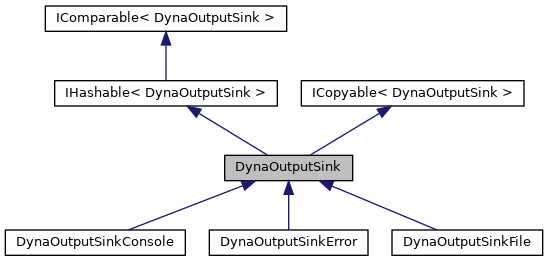 IComparable< DynaOutputSink >
IHashable< DynaOutputSink >
ICopyable< DynaOutputSink >
DynaOutputSink
DynaOutputSinkConsole
DynaOutputSinkError
DynaOutputSinkFile